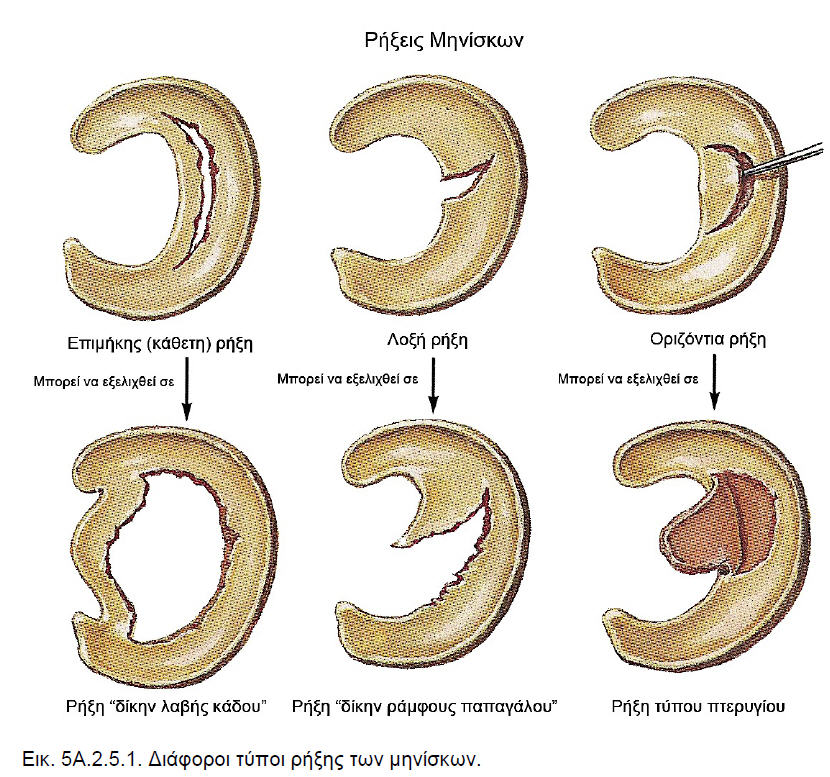 Ρήξεις Μηνίσκων
Επιμήκης (κάθετη) ρήξη
Λοξή ρήξη
Οριζόντια ρήξη
Μπορεί να εξελιχθεί σε
Μπορεί να εξελιχθεί σε
Μπορεί να εξελιχθεί σε
Ρήξη “δίκην λαβής κάδου”
Ρήξη “δίκην ράμφους παπαγάλου”
Ρήξη τύπου πτερυγίου
Εικ. 5Α.2.5.1. Διάφοροι τύποι ρήξης των μηνίσκων.